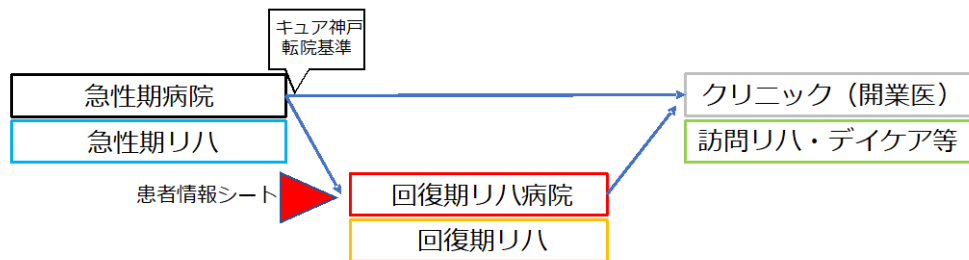 キュア神戸
転院基準
急性期病院
急性期リハ
クリニック（開業医）
訪問リハ・デイケア等
患者情報シート
回復期リハ病院
回復期リハ